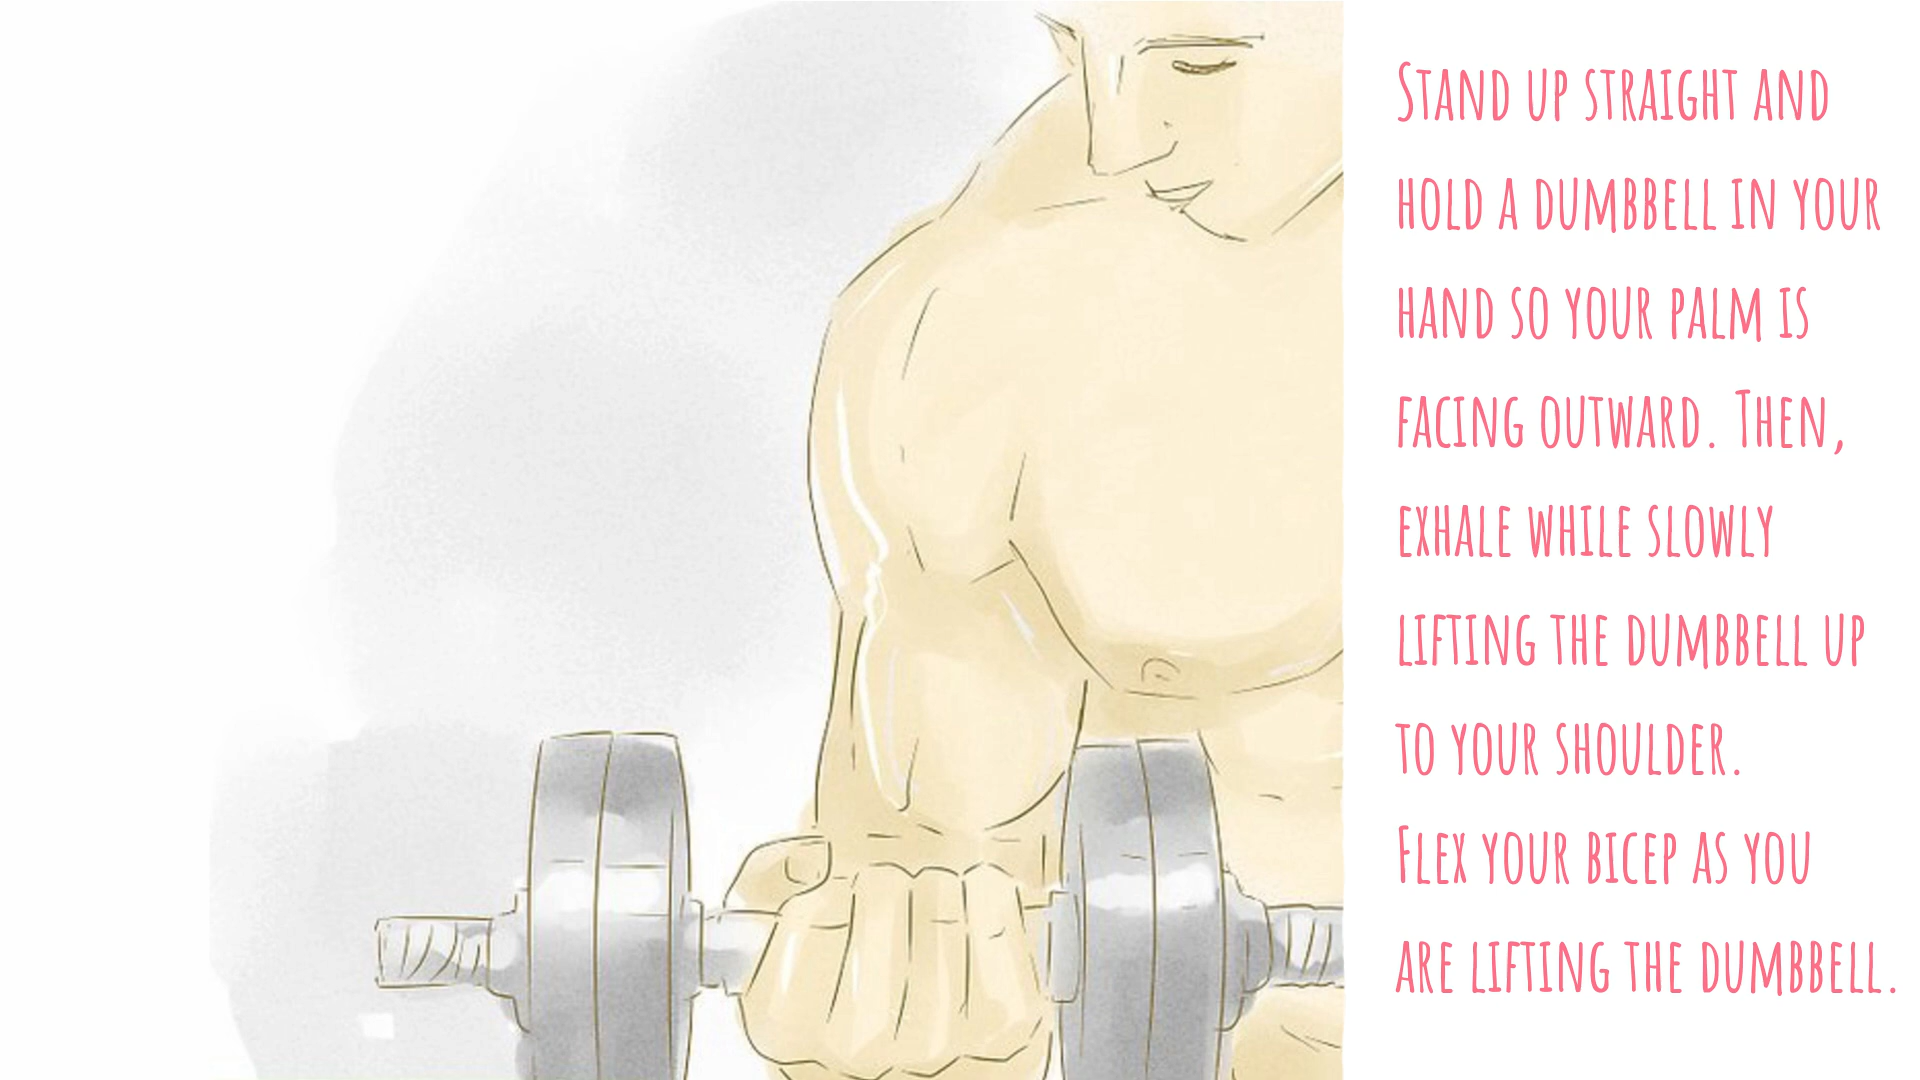 Stand up straight and
hold a dumbbell in your
hand so your palm is
facing outward. Then,
exhale while slowly
lifting the dumbbell up
to your shoulder.
Flex your bicep as you
are lifting the dumbbell.